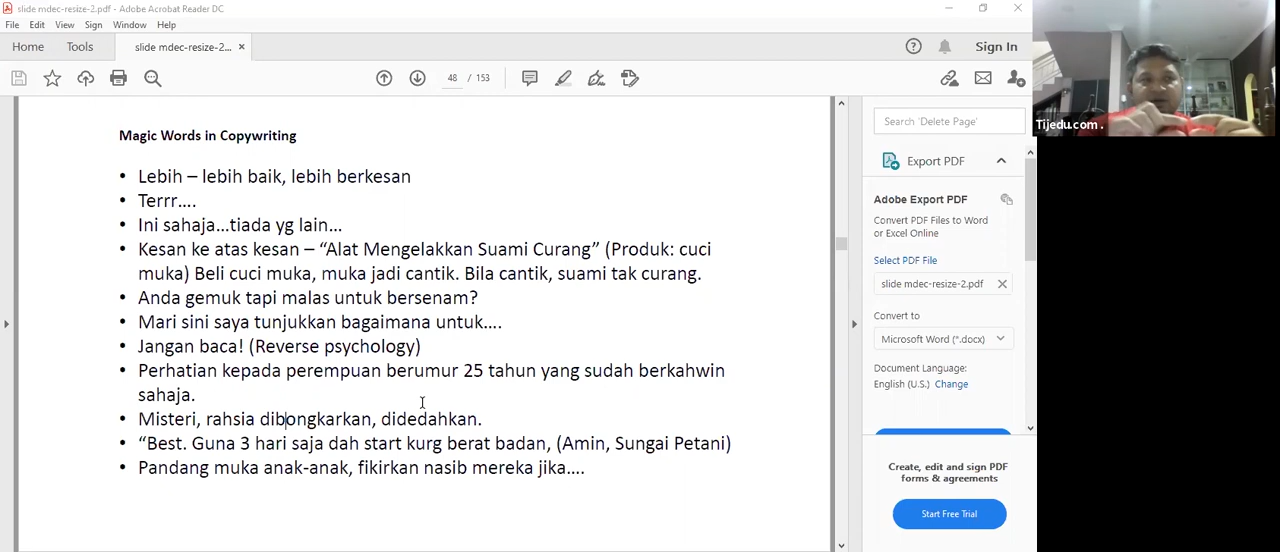 slide mdec-resize-2.pdf - Adobe Acrobat Reader DC
File Edit View Sign Window Help
Home Tools slide mdec-resize-2... × Sign In
48 / 153
Magic Words in Copywriting
• Lebih – lebih baik, lebih berkesan
• Terrr....
• Ini sahaja...tiada yg lain...
• Kesan ke atas kesan – “Alat Mengelakkan Suami Curang” (Produk: cuci
muka) Beli cuci muka, muka jadi cantik. Bila cantik, suami tak curang.
• Anda gemuk tapi malas untuk bersenam?
• Mari sini saya tunjukkan bagaimana untuk....
• Jangan baca! (Reverse psychology)
• Perhatian kepada perempuan berumur 25 tahun yang sudah berkahwin
sahaja.
• Misteri, rahsia dibongkarkan, didedahkan.
• “Best. Guna 3 hari saja dah start kurg berat badan, (Amin, Sungai Petani)
• Pandang muka anak-anak, fikirkan nasib mereka jika....
Search 'Delete Page'
Export PDF
Adobe Export PDF
Convert PDF Files to Word
or Excel Online
Select PDF File
slide mdec-resize-2.pdf
Convert to
Microsoft Word (*.docx)
Document Language:
English (U.S.) Change
Create, edit and sign PDF
forms & agreements
Start Free Trial
Tijedu.com .